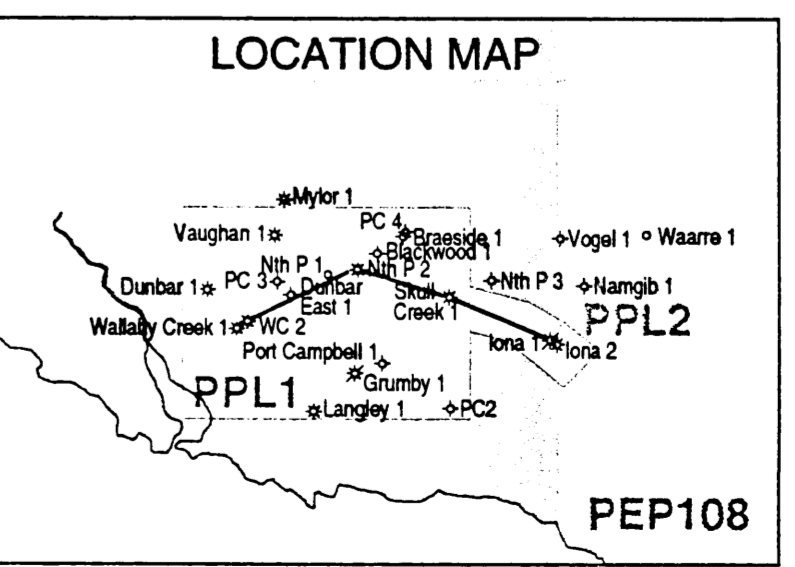 LOCATION MAP
Mylor 1
PC 4
Vaughan 1
Braeside 1
Vogel 1
Waarre 1
Blackwood 1
Nth P 1
Nth P 2
Dunbar 1
PC 3
Dunbar
East 1
Nth P 3
Namgib 1
Skull
Creek 1
Wallaby Creek 1
WC 2
PPL2
Iona 1
Iona 2
Port Campbell 1
Grumby 1
PPL1
Langley 1
PC2
PEP108